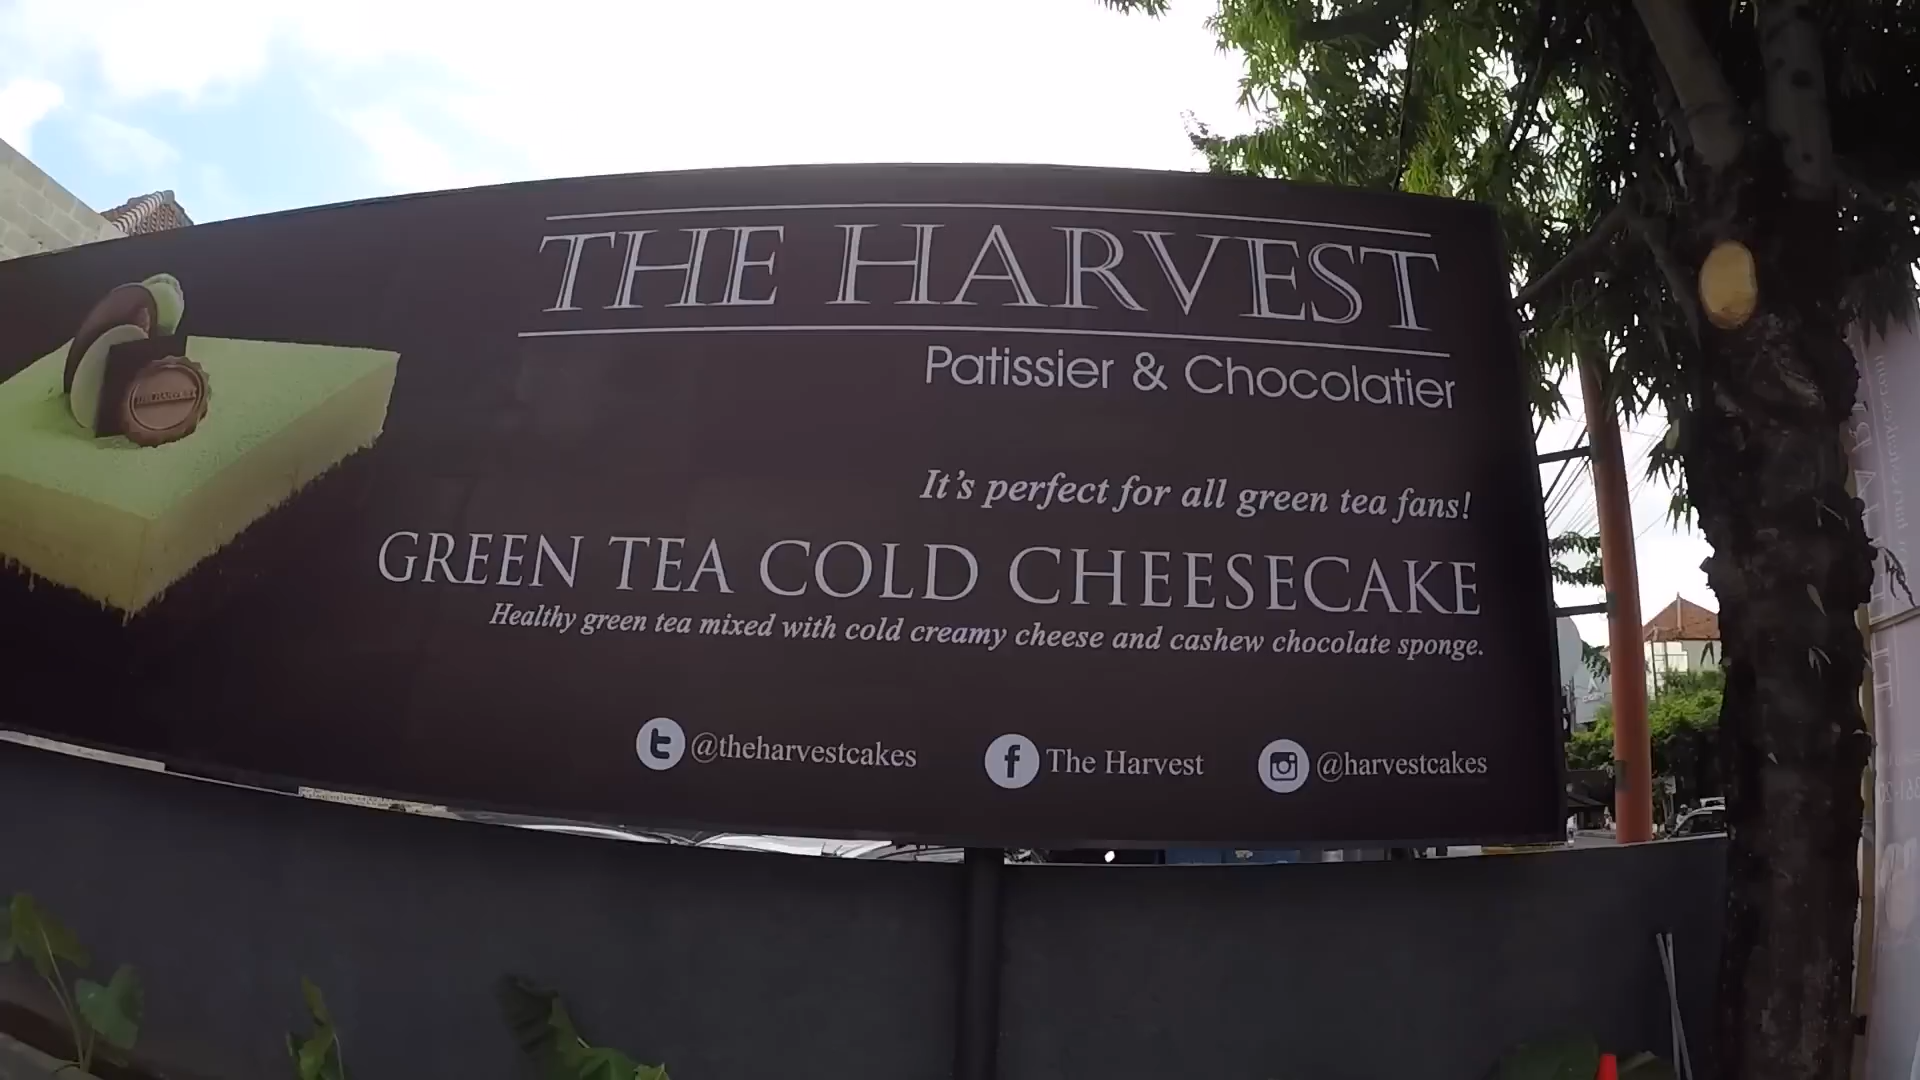 THE HARVEST
Patissier & Chocolatier
It's perfect for all green tea fans!
GREEN TEA COLD CHEESECAKE
Healthy green tea mixed with cold creamy cheese and cashew chocolate sponge.
@theharvestcakes The Harvest @harvestcakes